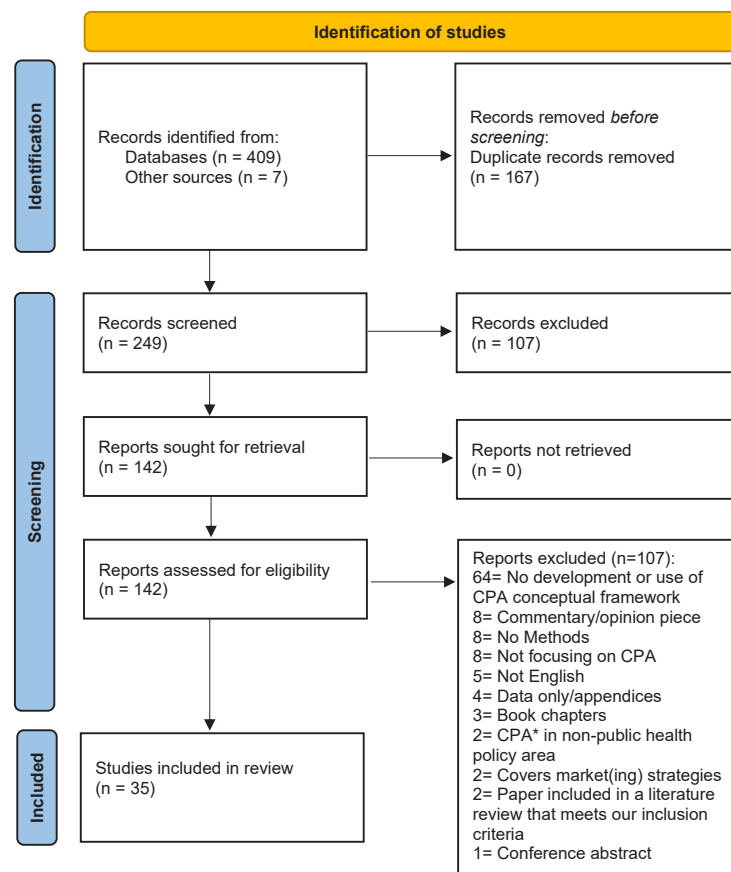 Identification of studies
Identification
Records identified from:
Databases (n = 409)
Other sources (n = 7)
Records removed before
screening:
Duplicate records removed
(n = 167)
Screening
Records screened
(n = 249)
Records excluded
(n = 107)
Reports sought for retrieval
(n = 142)
Reports not retrieved
(n = 0)
Reports assessed for eligibility
(n = 142)
Reports excluded (n=107):
64= No development or use of
CPA conceptual framework
8= Commentary/opinion piece
8= No Methods
8= Not focusing on CPA
5= Not English
4= Data only/appendices
3= Book chapters
2= CPA* in non-public health
policy area
2= Covers market(ing) strategies
2= Paper included in a literature
review that meets our inclusion
criteria
1= Conference abstract
Included
Studies included in review
(n = 35)